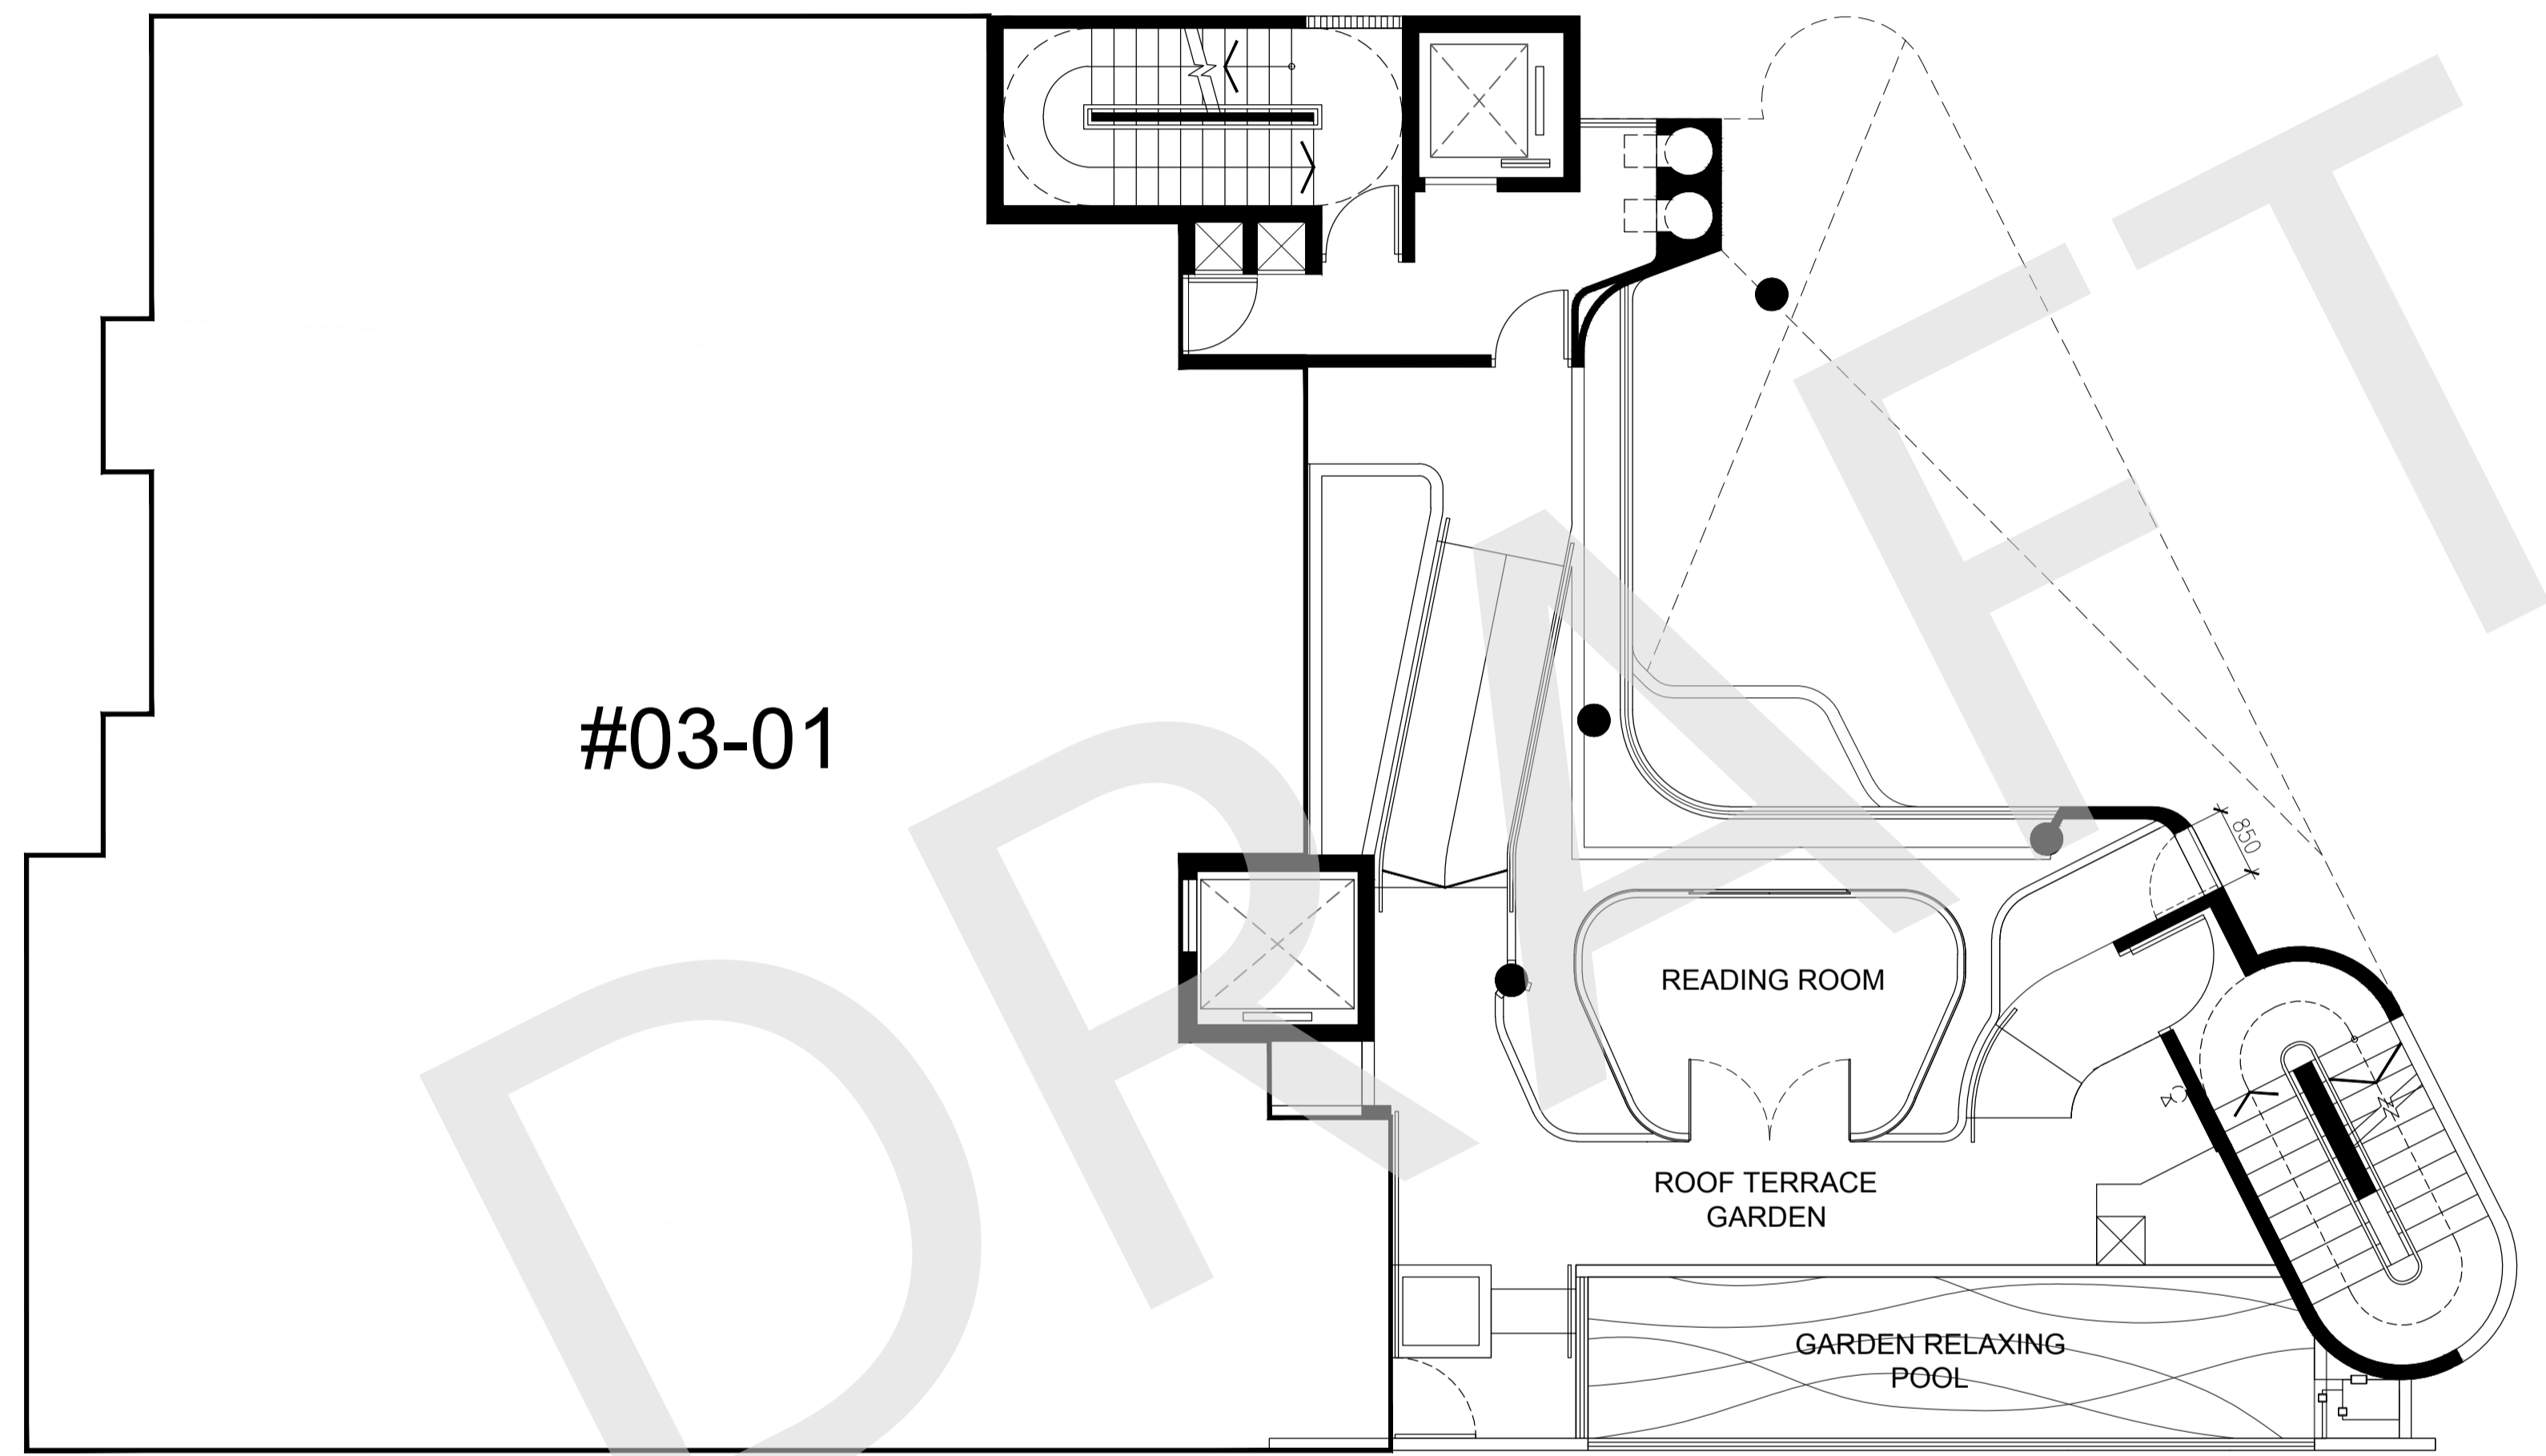 #03-01
850
READING ROOM
ROOF TERRACE
GARDEN
GARDEN RELAXING
POOL
DRAFT